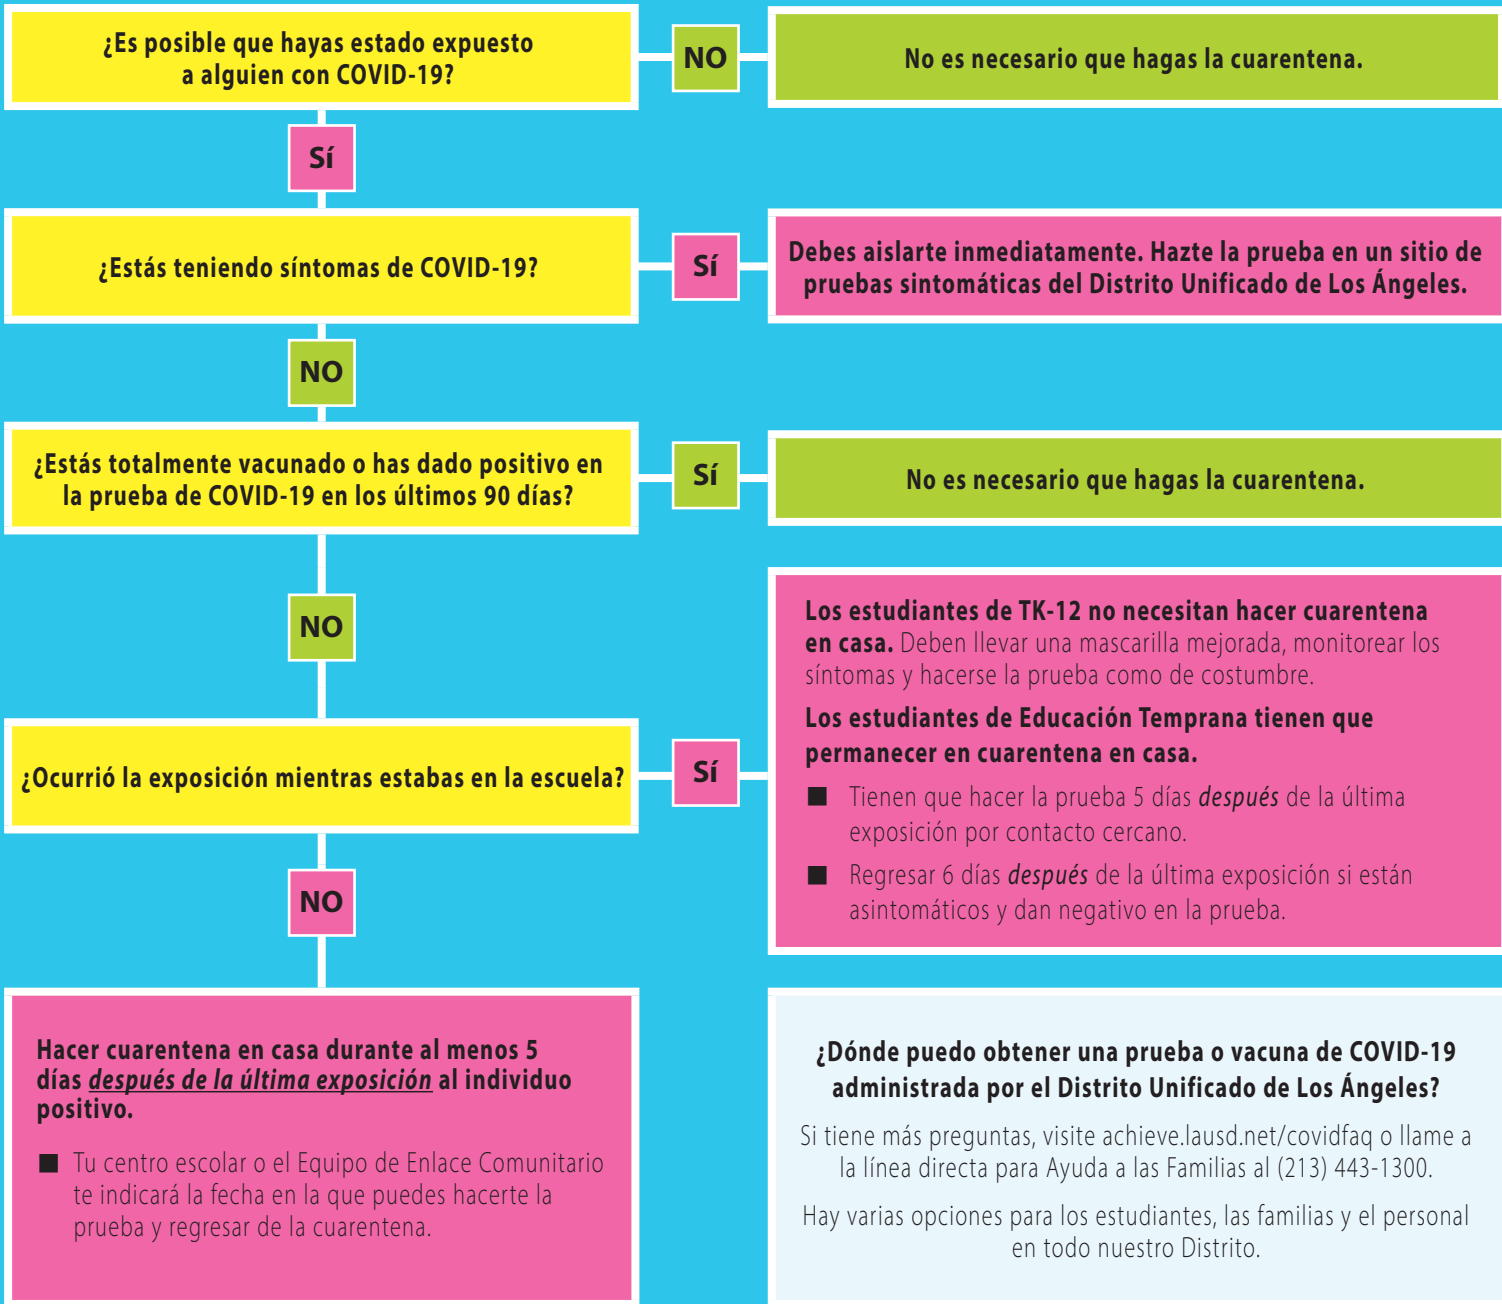 ¿Es posible que hayas estado expuesto
a alguien con COVID-19?
NO
No es necesario que hagas la cuarentena.
Sí
¿Estás teniendo síntomas de COVID-19?
Sí
Debes aislarte inmediatamente. Hazte la prueba en un sitio de
pruebas sintomáticas del Distrito Unificado de Los Ángeles.
NO
¿Estás totalmente vacunado o has dado positivo en
la prueba de COVID-19 en los últimos 90 días?
Sí
No es necesario que hagas la cuarentena.
NO
¿Ocurrió la exposición mientras estabas en la escuela?
Sí
Los estudiantes de TK-12 no necesitan hacer cuarentena
en casa. Deben llevar una mascarilla mejorada, monitorear los
síntomas y hacerse la prueba como de costumbre.
Los estudiantes de Educación Temprana tienen que
permanecer en cuarentena en casa.
■ Tienen que hacer la prueba 5 días después de la última
exposición por contacto cercano.
■ Regresar 6 días después de la última exposición si están
asintomáticos y dan negativo en la prueba.
NO
Hacer cuarentena en casa durante al menos 5
días después de la última exposición al individuo
positivo.
■ Tu centro escolar o el Equipo de Enlace Comunitario
te indicará la fecha en la que puedes hacerte la
prueba y regresar de la cuarentena.
¿Dónde puedo obtener una prueba o vacuna de COVID-19
administrada por el Distrito Unificado de Los Ángeles?
Si tiene más preguntas, visite achieve.lausd.net/covidfaq o llame a
la línea directa para Ayuda a las Familias al (213) 443-1300.
Hay varias opciones para los estudiantes, las familias y el personal
en todo nuestro Distrito.